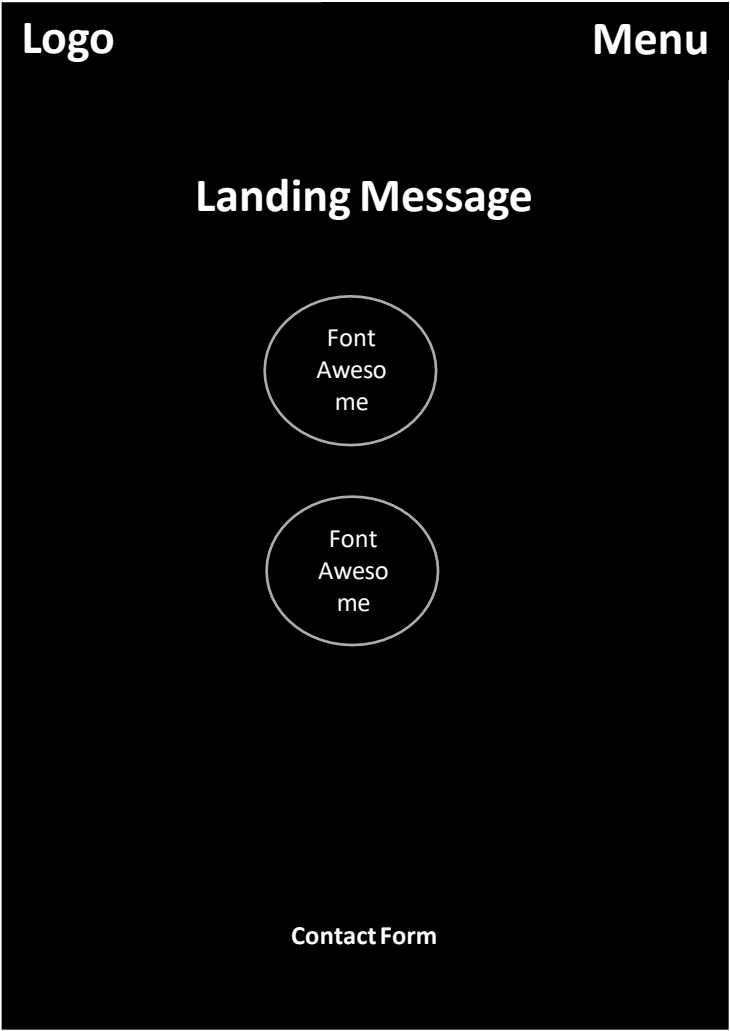 Logo
Menu
Landing Message
Font
Aweso
me
Font
Aweso
me
Contact Form